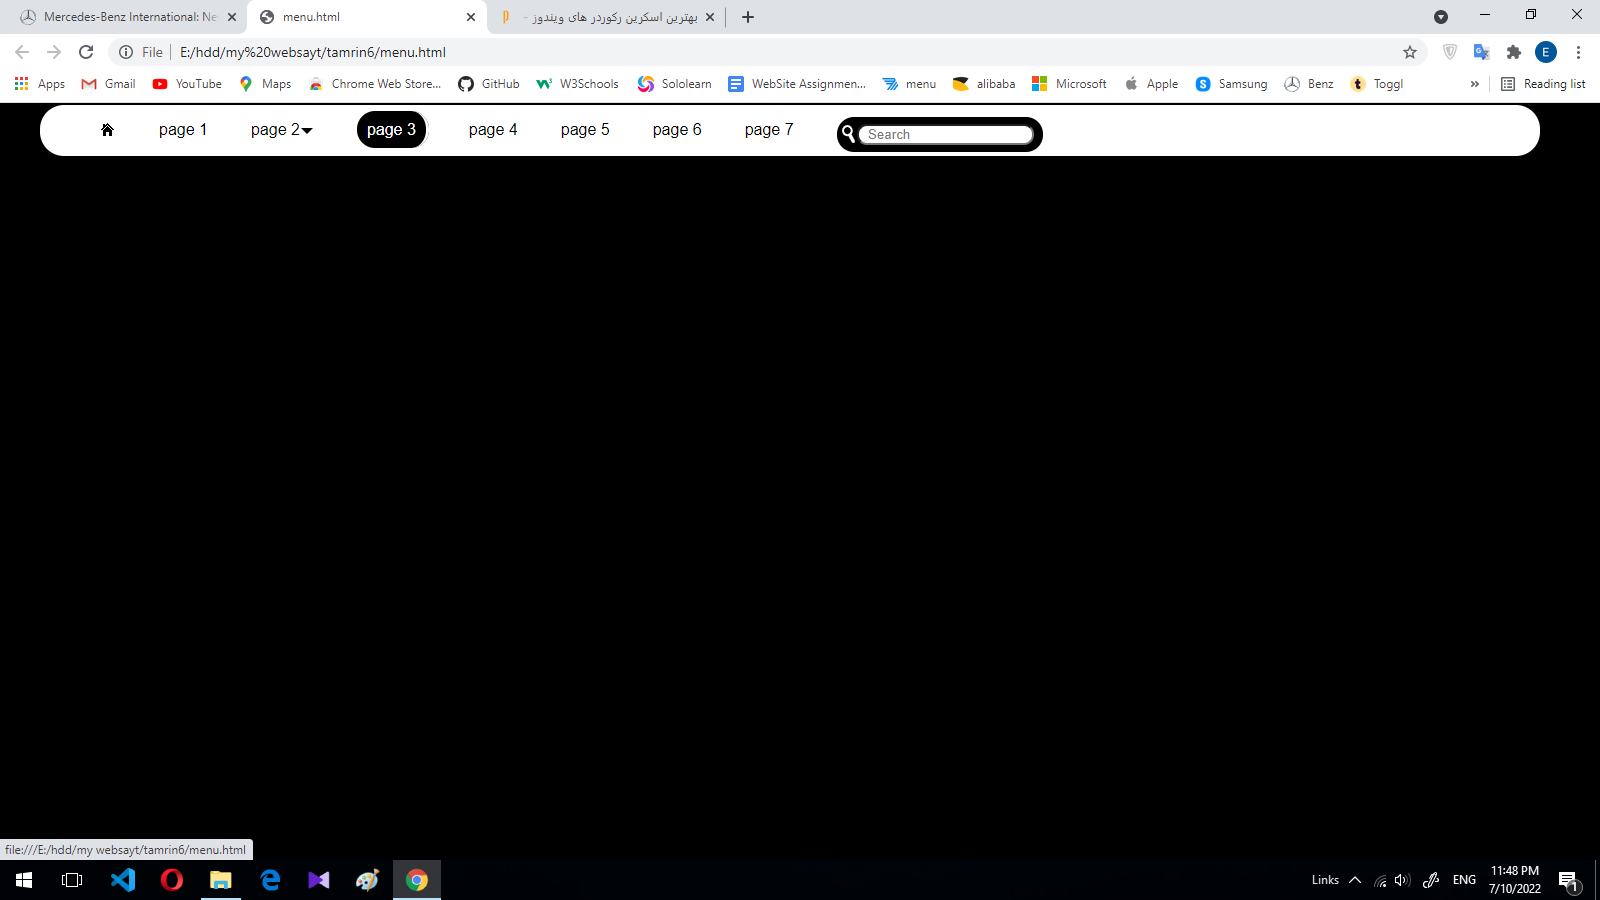 Mercedes-Benz International: Ne
menu.html
بهترین اسکرین رکوردر های ویندوز -
File
E:/hdd/my%20websayt/tamrin6/menu.html
E
Apps
Gmail
YouTube
Maps
Chrome Web Store...
GitHub
W3Schools
Sololearn
WebSite Assignmen...
menu
alibaba
Microsoft
Apple
Samsung
Benz
Toggl
»
Reading list
page 1
page 2
page 3
page 4
page 5
page 6
page 7
Search
file:///E:/hdd/my websayt/tamrin6/menu.html
Links
ENG
11:48 PM
7/10/2022
1